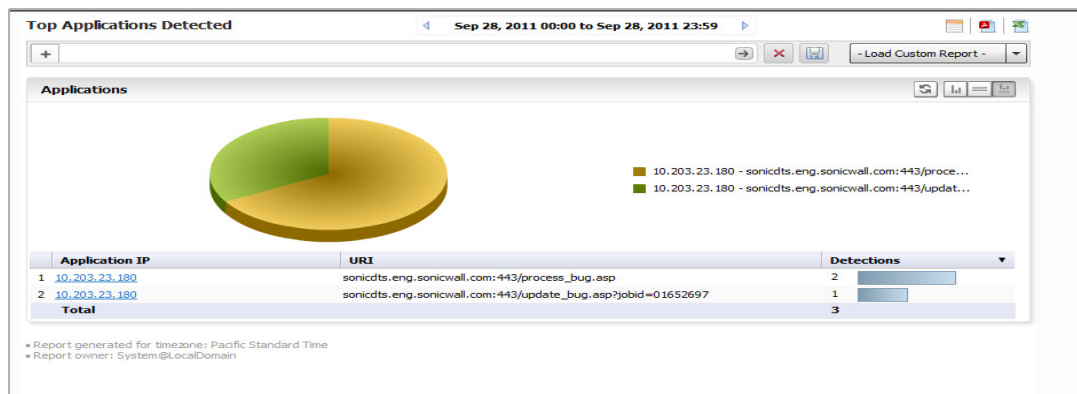 Top Applications Detected
Sep 28, 2011 00:00 to Sep 28, 2011 23:59
- Load Custom Report -
Applications
10.203.23.180 - sonicdts.eng.sonicwall.com:443/proce...
10.203.23.180 - sonicdts.eng.sonicwall.com:443/updat...
Application IP URI Detections
1 10.203.23.180 sonicdts.eng.sonicwall.com:443/process_bug.asp 2
2 10.203.23.180 sonicdts.eng.sonicwall.com:443/update_bug.asp?jobid=01652697 1
Total 3
• Report generated for timezone: Pacific Standard Time
• Report owner: System@LocalDomain